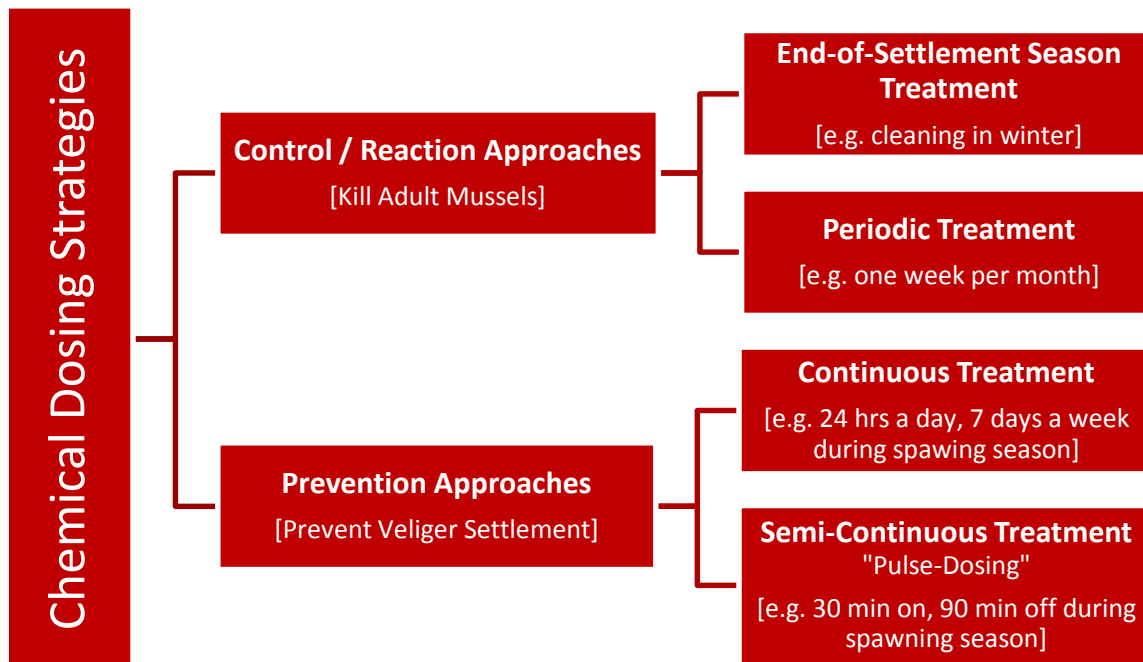 Chemical Dosing Strategies
Control / Reaction Approaches
[Kill Adult Mussels]
End-of-Settlement Season
Treatment
[e.g. cleaning in winter]
Periodic Treatment
[e.g. one week per month]
Prevention Approaches
[Prevent Veliger Settlement]
Continuous Treatment
[e.g. 24 hrs a day, 7 days a week
during spawing season]
Semi-Continuous Treatment
"Pulse-Dosing"
[e.g. 30 min on, 90 min off during
spawning season]